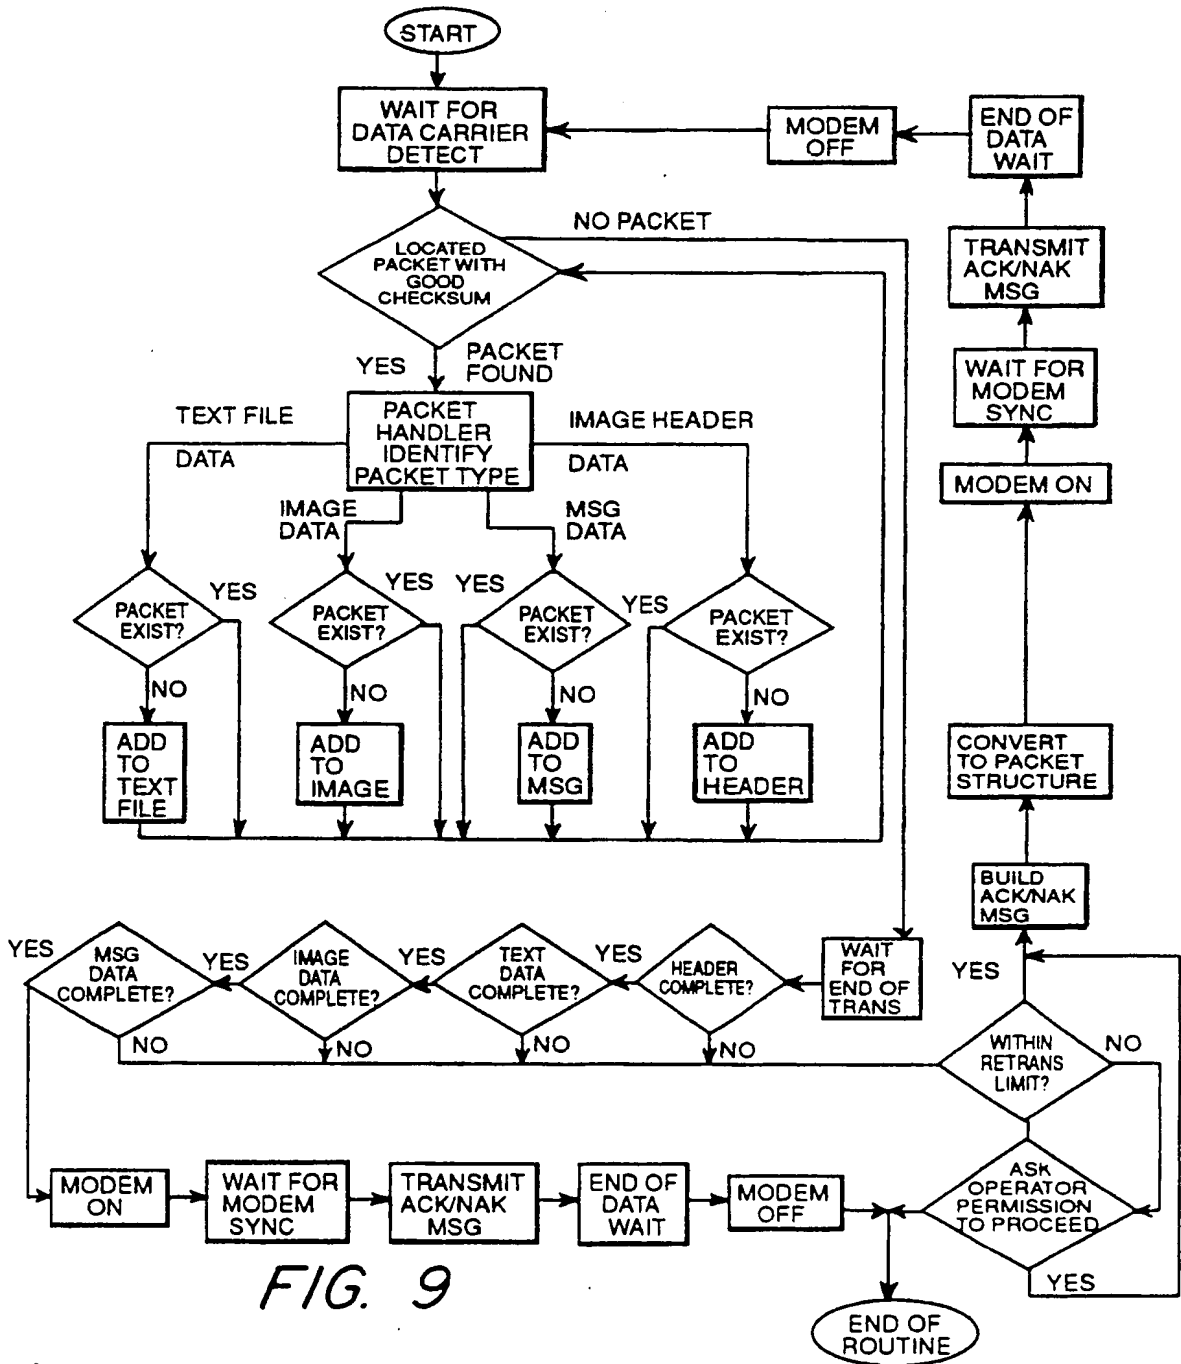 START
WAIT FOR
DATA CARRIER
DETECT
MODEM
OFF
END OF
DATA
WAIT
NO PACKET
LOCATED
PACKET WITH
GOOD
CHECKSUM
TRANSMIT
ACK/NAK
MSG
YES
PACKET
FOUND
WAIT FOR
MODEM
SYNC
TEXT FILE
DATA
PACKET
HANDLER
IDENTIFY
PACKET TYPE
IMAGE HEADER
DATA
MODEM ON
IMAGE
DATA
MSG
DATA
PACKET
EXIST?
YES
PACKET
EXIST?
YES
YES
PACKET
EXIST?
YES
PACKET
EXIST?
NO
NO
NO
NO
ADD
TO
TEXT
FILE
ADD
TO
IMAGE
ADD
TO
MSG
ADD
TO
HEADER
CONVERT
TO PACKET
STRUCTURE
BUILD
ACK/NAK
MSG
YES
MSG
DATA
COMPLETE?
YES
IMAGE
DATA
COMPLETE?
YES
TEXT
DATA
COMPLETE?
YES
HEADER
COMPLETE?
WAIT
FOR
END OF
TRANS
YES
NO
NO
NO
NO
WITHIN
RETRANS
LIMIT?
NO
MODEM
ON
WAIT FOR
MODEM
SYNC
TRANSMIT
ACK/NAK
MSG
END OF
DATA
WAIT
MODEM
OFF
ASK
OPERATOR
PERMISSION
TO PROCEED
YES
FIG. 9
END OF
ROUTINE